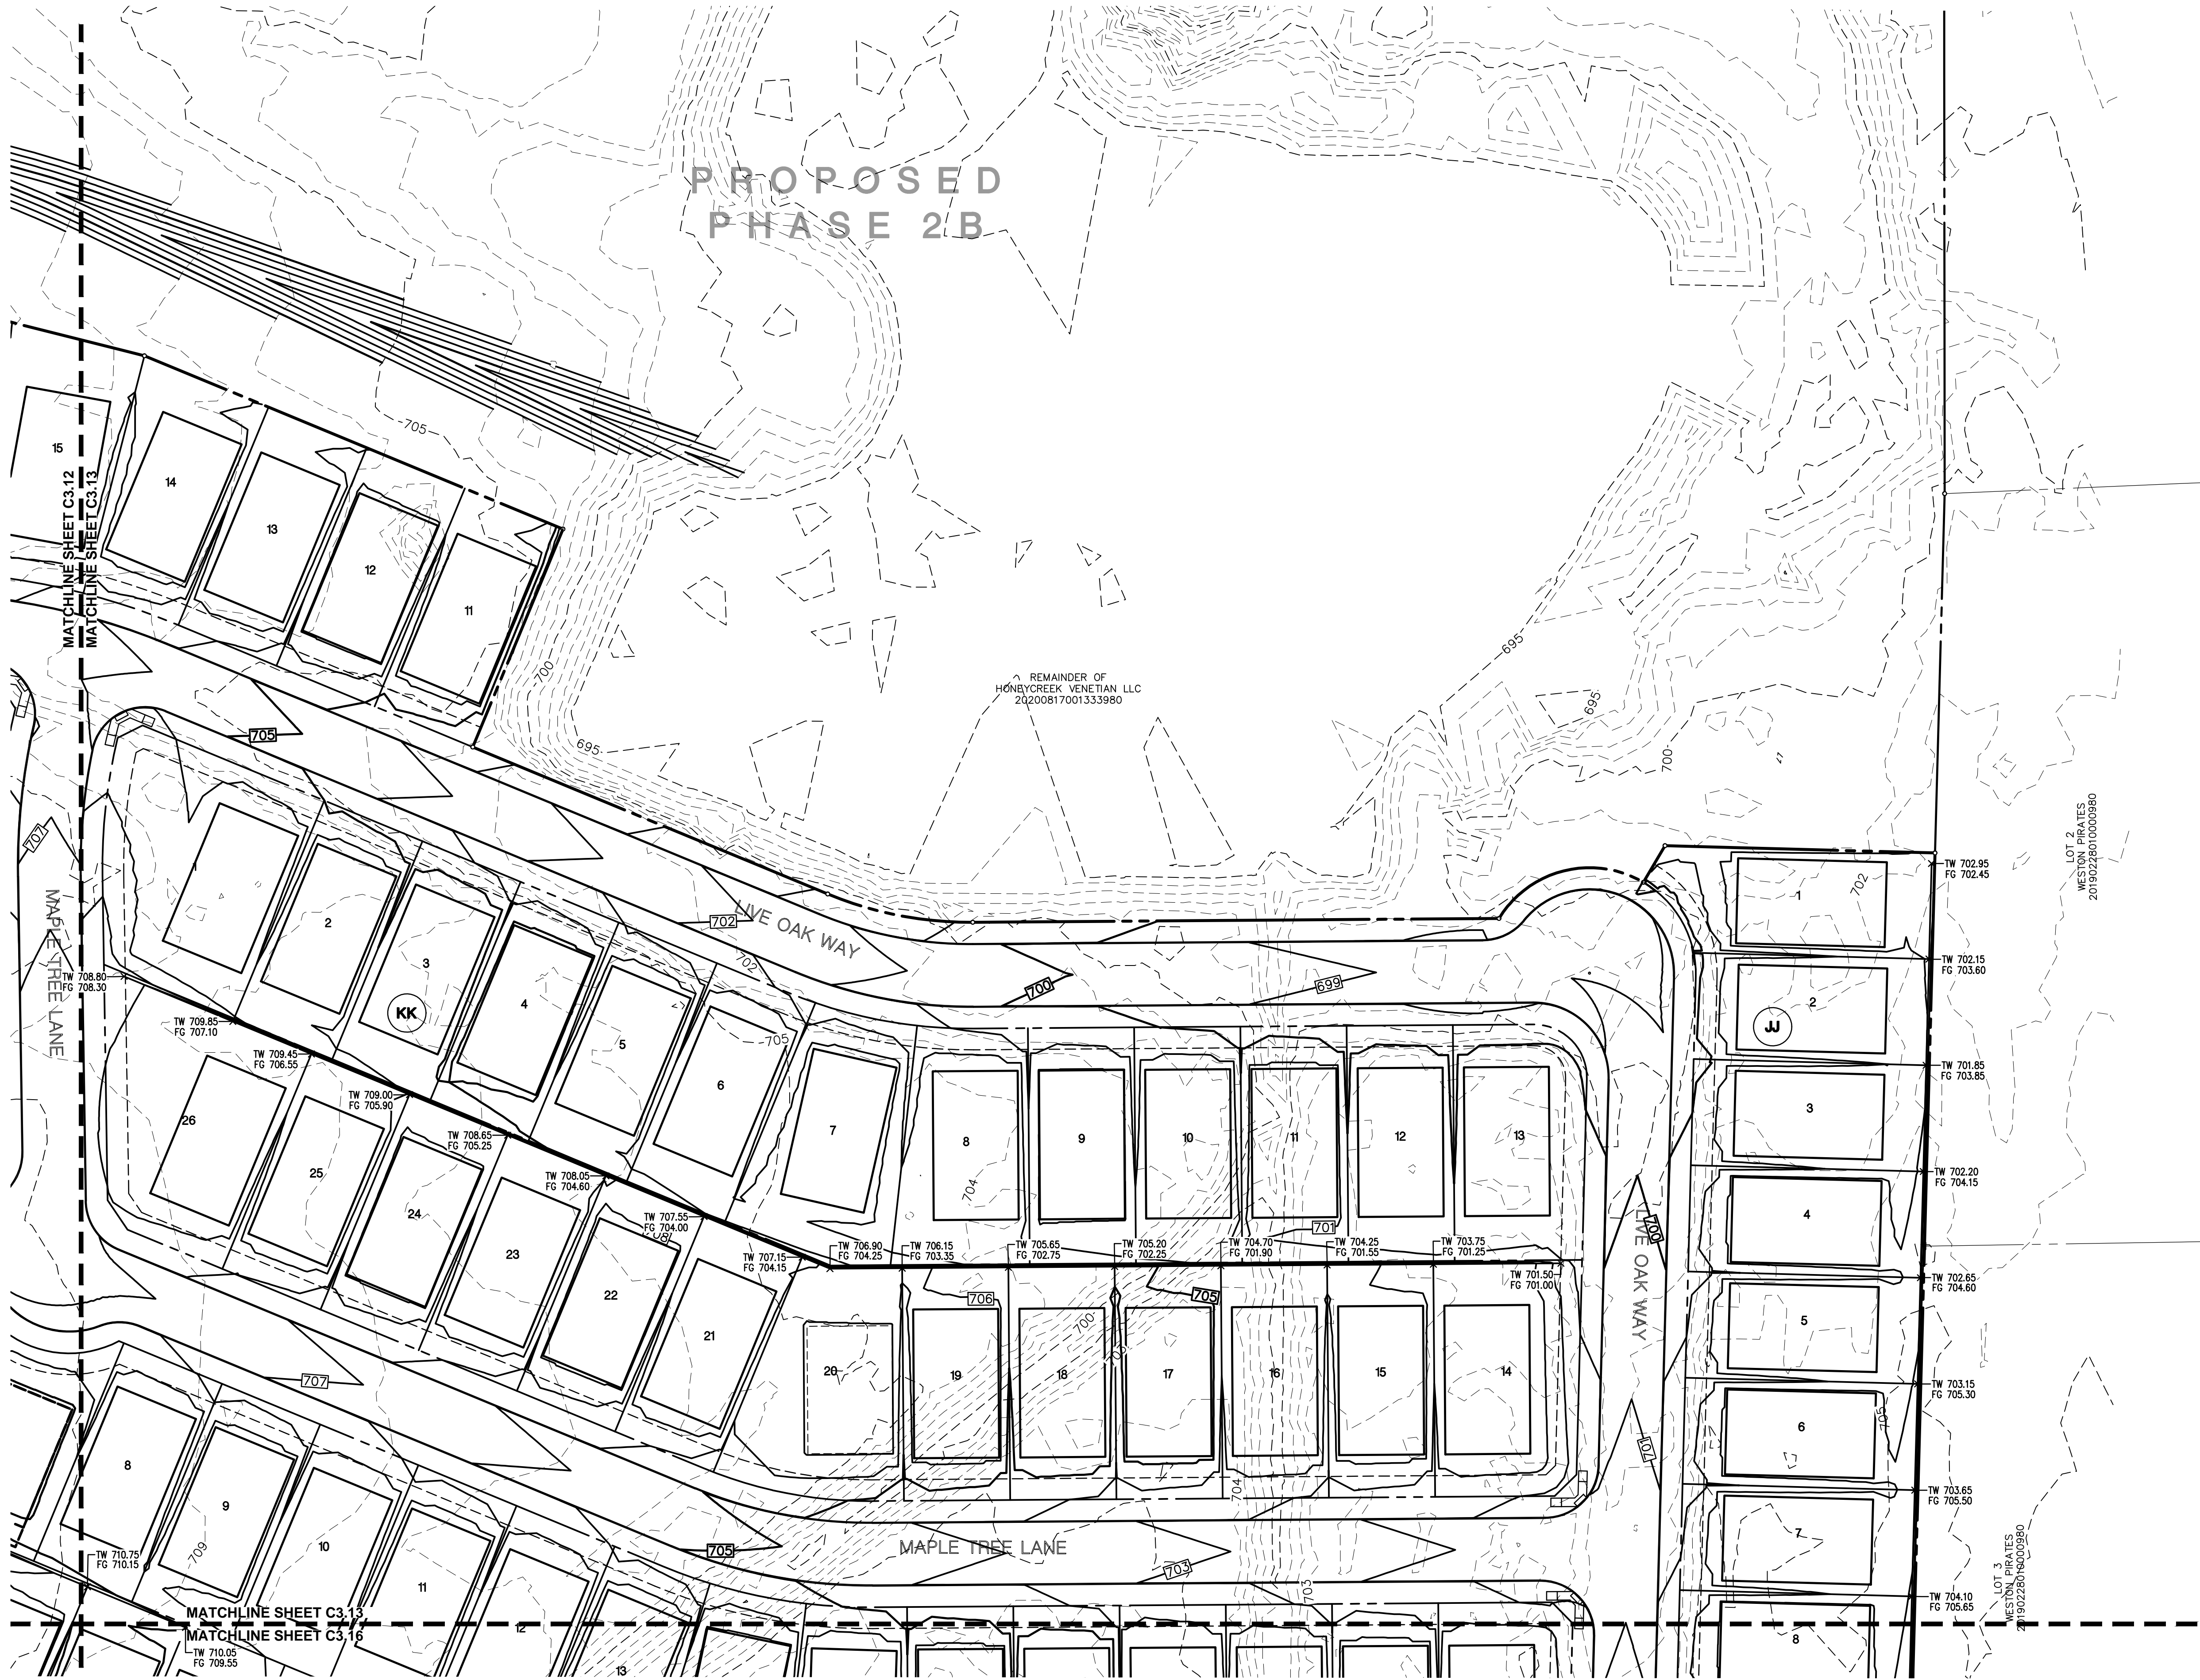 PROPOSED
PHASE 2B
705
15
14
13
12
11
MATCHLINE SHEET C3.12
MATCHLINE SHEET C3.13
700
695
REMAINDER OF
HONEYCREEK VENETIAN LLC
20200817001333980
695
695
700
705
707
MAPLE TREE LANE
702
LIVE OAK WAY
702
700
699
1
2
3
KK
4
5
6
705
7
8
704
9
10
11
12
13
701
TW 708.80
FG 708.30
TW 709.85
FG 707.10
TW 709.45
FG 706.55
TW 709.00
FG 705.90
TW 708.65
FG 705.25
TW 708.05
FG 704.60
TW 707.55
FG 704.00
TW 707.15
FG 704.15
TW 706.90
FG 704.25
TW 706.15
FG 703.35
TW 705.65
FG 702.75
TW 705.20
FG 702.25
TW 704.70
FG 701.90
TW 704.25
FG 701.55
TW 703.75
FG 701.25
TW 701.50
FG 701.00
26
25
24
23
22
21
20
19
18
17
16
15
14
706
705
700
704
707
705
MAPLE TREE LANE
703
703
LIVE OAK WAY
700
701
1
702
2
JJ
3
4
5
6
705
7
8
TW 702.95
FG 702.45
TW 702.15
FG 703.60
TW 701.85
FG 703.85
TW 702.20
FG 704.15
TW 702.65
FG 704.60
TW 703.15
FG 705.30
TW 703.65
FG 705.50
TW 704.10
FG 705.65
LOT 2
WESTON PIRATES
20190228010000980
LOT 3
WESTON PIRATES
20190228010000980
8
9
709
10
11
12
13
TW 710.75
FG 710.15
MATCHLINE SHEET C3.13
MATCHLINE SHEET C3.16
TW 710.05
FG 709.55